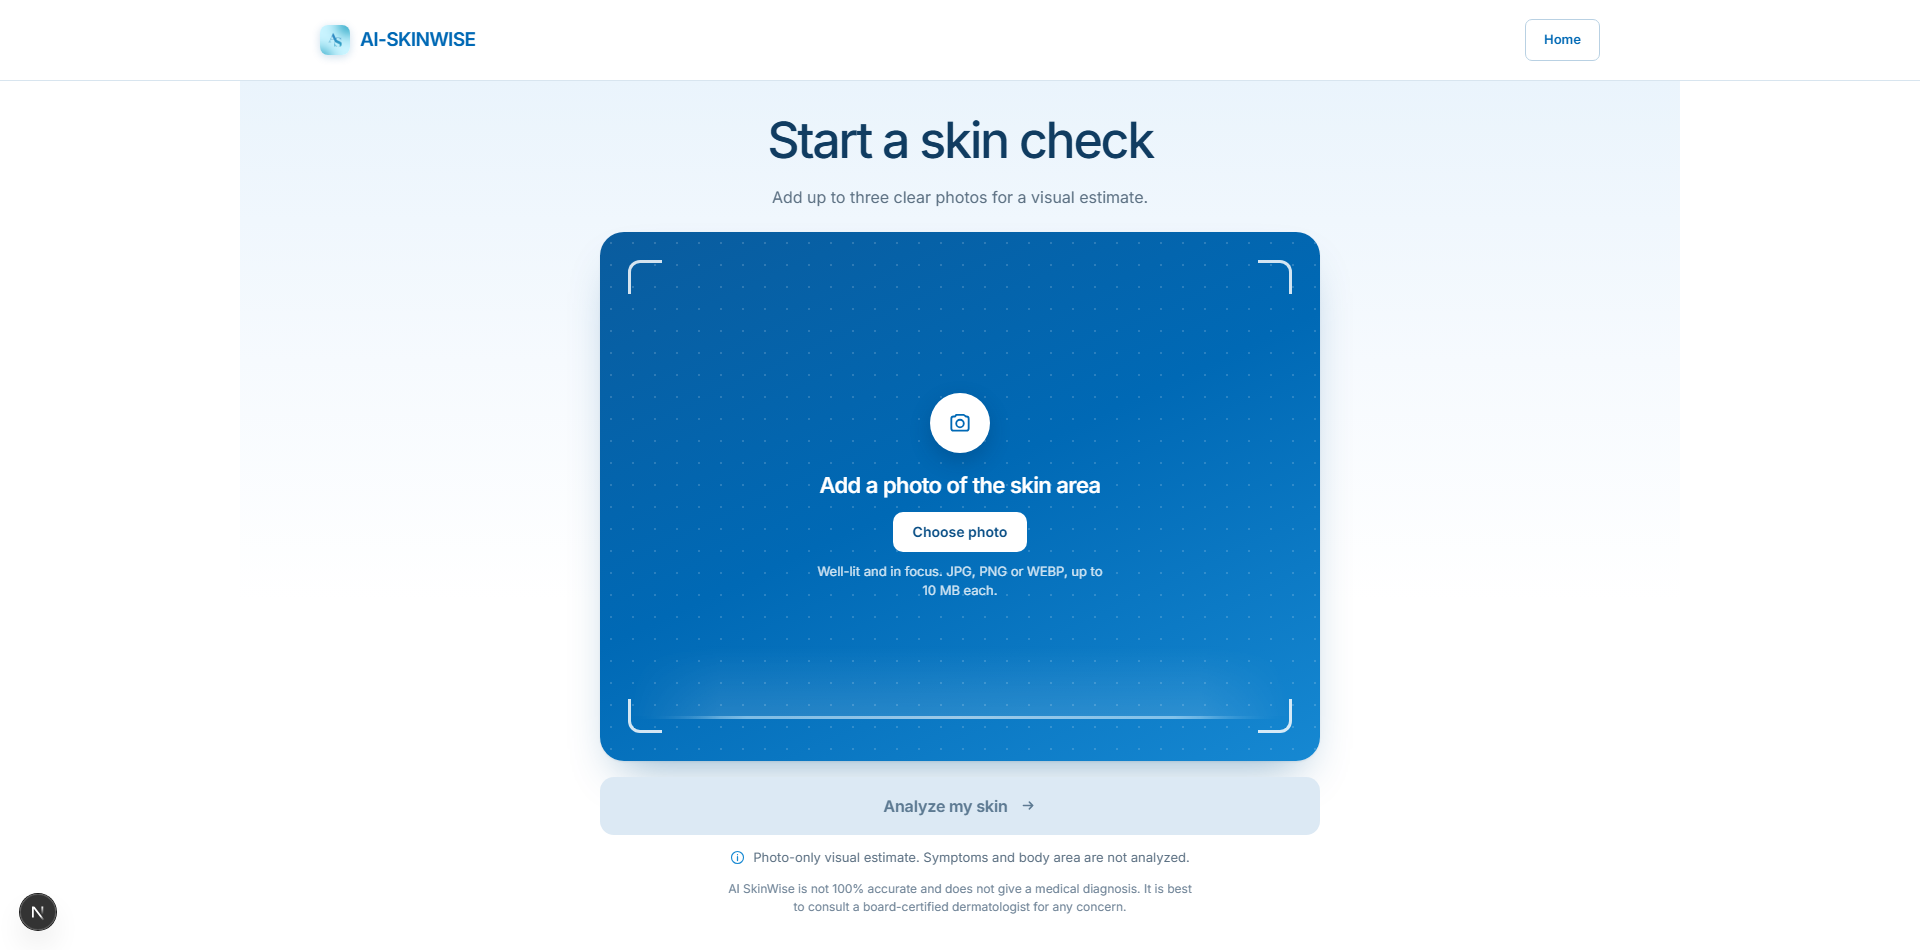 AS
AI-SKINWISE
Home
Start a skin check
Add up to three clear photos for a visual estimate.
Add a photo of the skin area
Choose photo
Well-lit and in focus. JPG, PNG or WEBP, up to
10 MB each.
Analyze my skin →
Photo-only visual estimate. Symptoms and body area are not analyzed.
AI SkinWise is not 100% accurate and does not give a medical diagnosis. It is best
to consult a board-certified dermatologist for any concern.
N